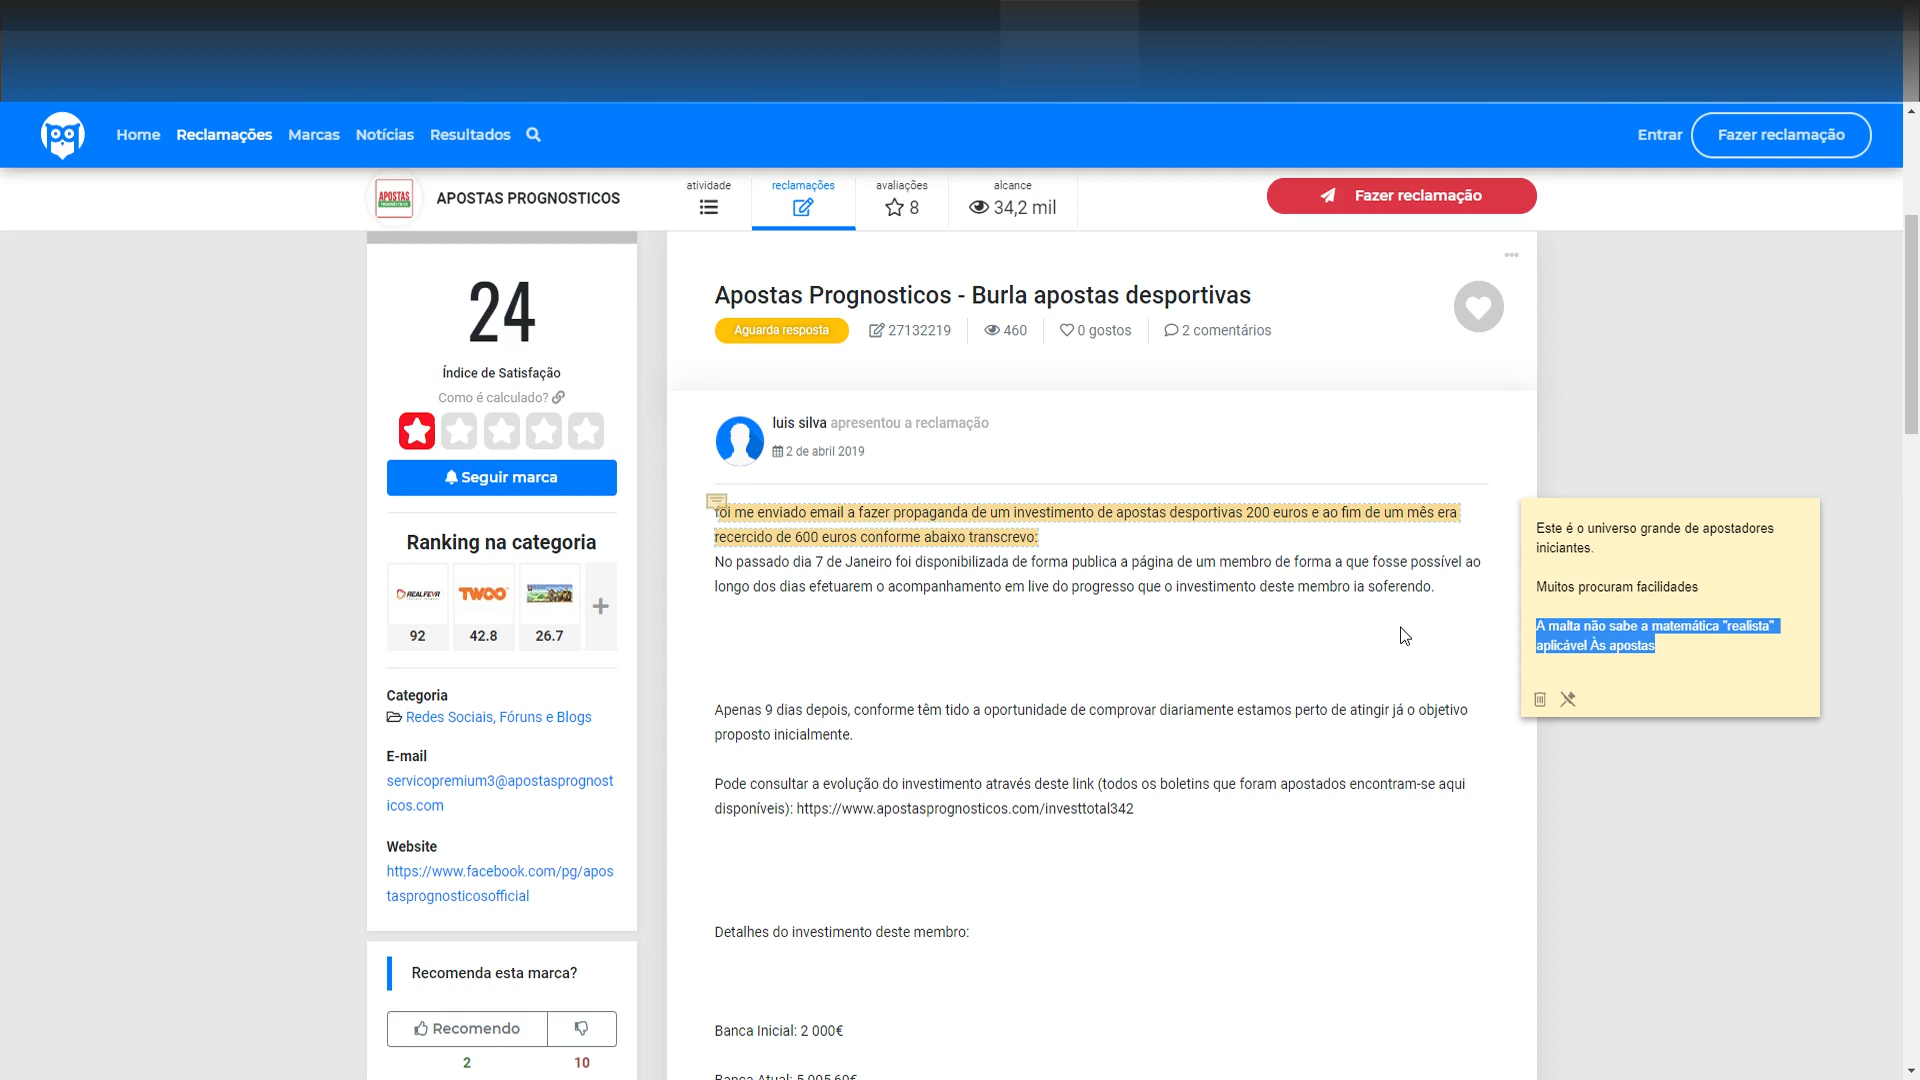 Home Reclamações Marcas Notícias Resultados
Entrar Fazer reclamação
APOSTAS
APOSTAS PROGNOSTICOS
atividade
reclamações
avaliações
8
alcance
34,2 mil
Fazer reclamação
24
Índice de Satisfação
Como é calculado?
Seguir marca
Ranking na categoria
REALFEVR
TWOO
92 42.8 26.7
Categoria
Redes Sociais, Fóruns e Blogs
E-mail
servicopremium3@apostasprognost
icos.com
Website
https://www.facebook.com/pg/apos
tasprognosticosofficial
Recomenda esta marca?
Recomendo
2 10
Apostas Prognosticos - Burla apostas desportivas
Aguarda resposta 27132219 460 0 gostos 2 comentários
luis silva apresentou a reclamação
2 de abril 2019
foi me enviado email a fazer propaganda de um investimento de apostas desportivas 200 euros e ao fim de um mês era
recercido de 600 euros conforme abaixo transcrevo:
No passado dia 7 de Janeiro foi disponibilizada de forma publica a página de um membro de forma a que fosse possível ao
longo dos dias efetuarem o acompanhamento em live do progresso que o investimento deste membro ia soferendo.
Apenas 9 dias depois, conforme têm tido a oportunidade de comprovar diariamente estamos perto de atingir já o objetivo
proposto inicialmente.
Pode consultar a evolução do investimento através deste link (todos os boletins que foram apostados encontram-se aqui
disponíveis): https://www.apostasprognosticos.com/investtotal342
Detalhes do investimento deste membro:
Banca Inicial: 2 000€
Banca Atual: 5 005,60€
Este é o universo grande de apostadores
iniciantes.
Muitos procuram facilidades
A malta não sabe a matemática "realista"
aplicável Às apostas